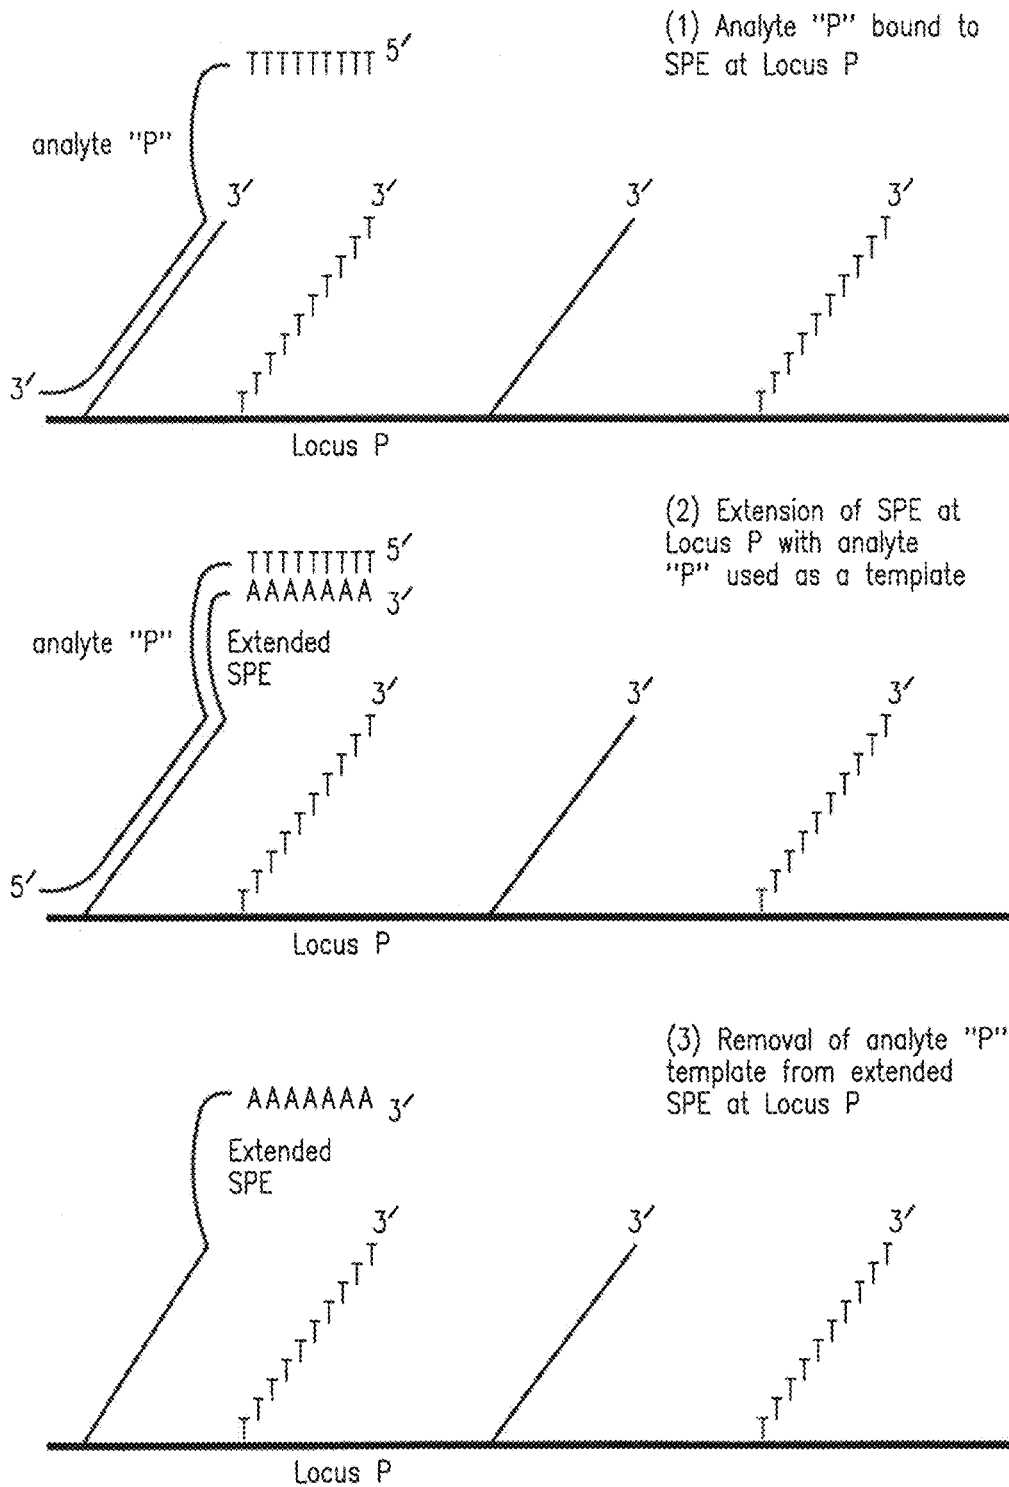 (1) Analyte "P" bound to
SPE at Locus P
TTTTTTTTT 5′
analyte "P"
3′ 3′ 3′ 3′
TTTTTTTTTT TTTTTTTTTT
3′
Locus P
(2) Extension of SPE at
Locus P with analyte
"P" used as a template
TTTTTTTTT 5′
AAAAAAA 3′
analyte "P"
Extended
SPE
3′ 3′ 3′
TTTTTTTTTT TTTTTTTTTT
5′
Locus P
(3) Removal of analyte "P"
template from extended
SPE at Locus P
AAAAAAA 3′
Extended
SPE
3′ 3′ 3′
TTTTTTTTTT TTTTTTTTTT
Locus P